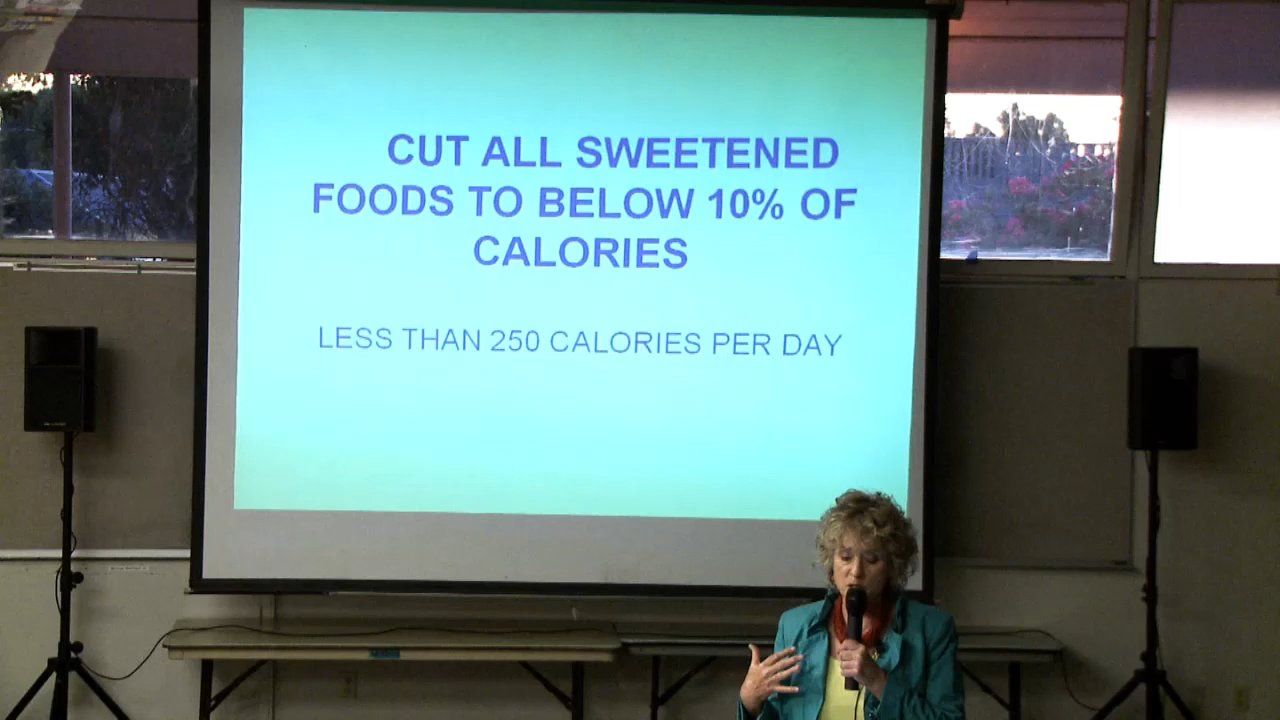 CUT ALL SWEETENED
FOODS TO BELOW 10% OF
CALORIES
LESS THAN 250 CALORIES PER DAY